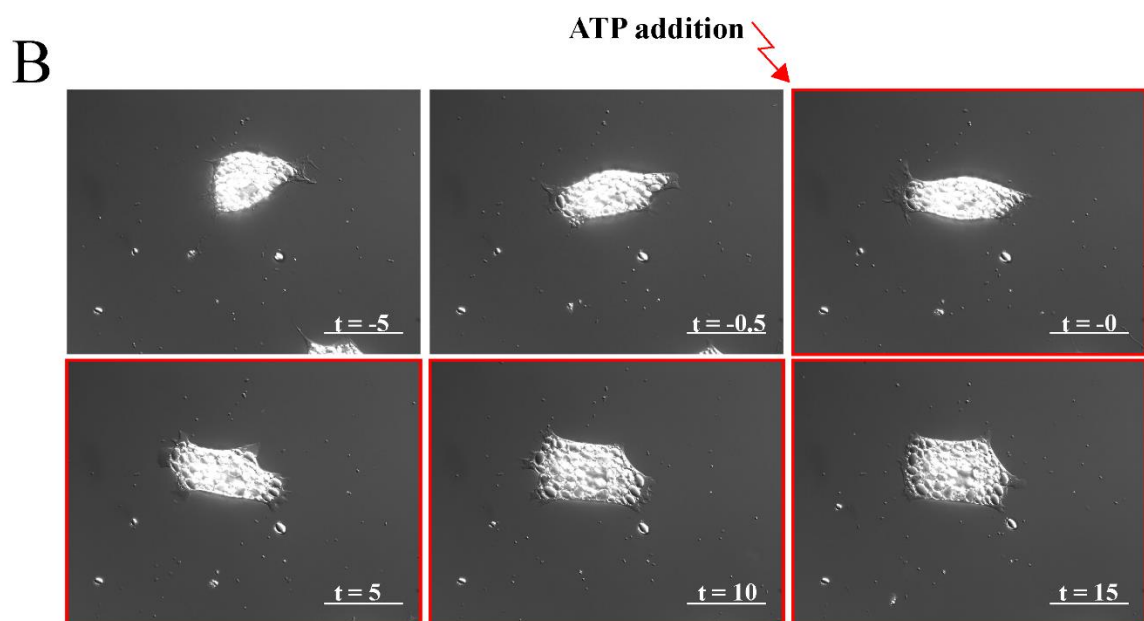 ATP addition
B
t = -5
t = -0,5
t = -0
t = 5
t = 10
t = 15